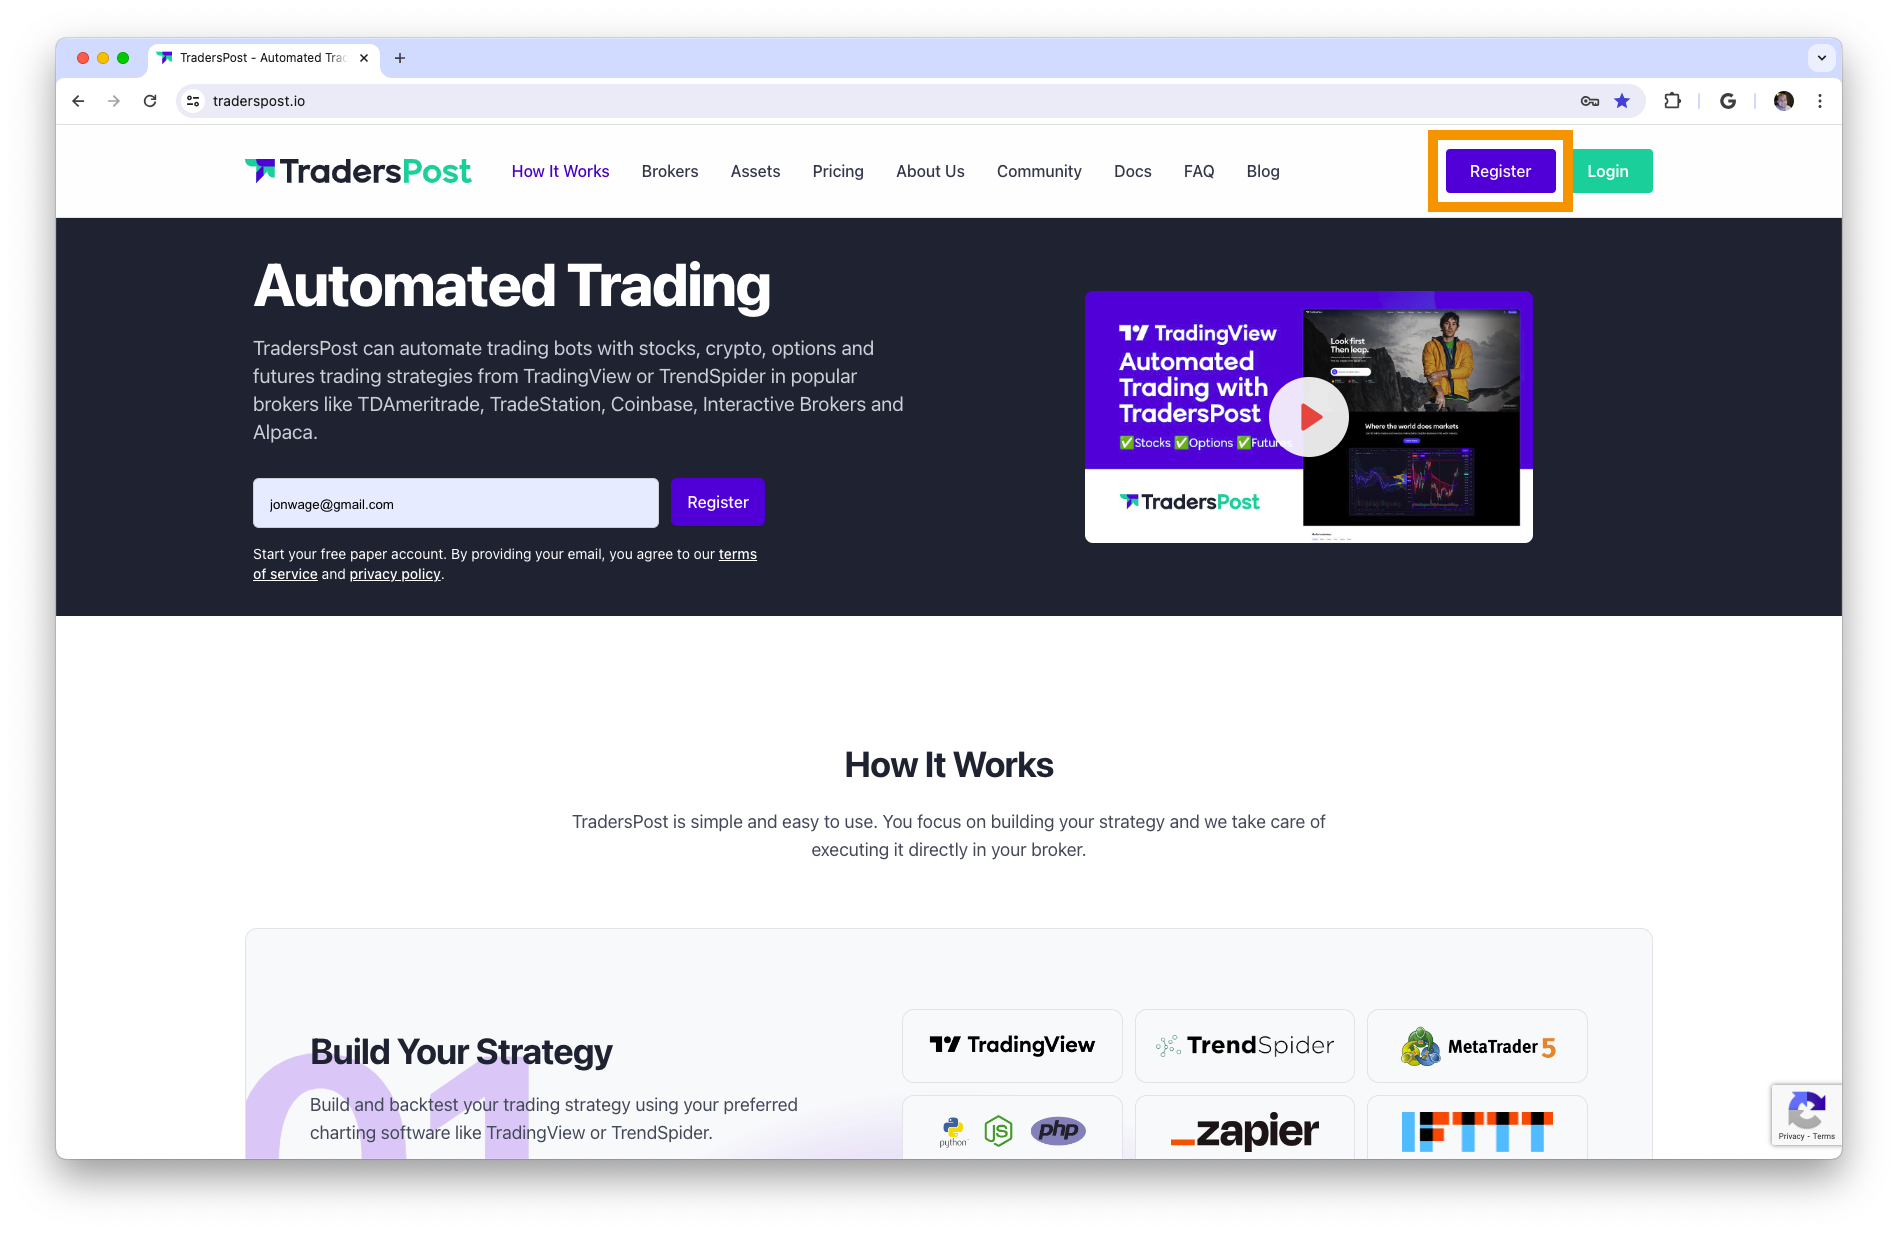 TradersPost - Automated Trad
traderspost.io
TradersPost
How It Works
Brokers
Assets
Pricing
About Us
Community
Docs
FAQ
Blog
Register
Login
Automated Trading
TradersPost can automate trading bots with stocks, crypto, options and
futures trading strategies from TradingView or TrendSpider in popular
brokers like TDAmeritrade, TradeStation, Coinbase, Interactive Brokers and
Alpaca.
jonwage@gmail.com
Register
Start your free paper account. By providing your email, you agree to our terms
of service and privacy policy.
TradingView
Automated
Trading with
TradersPost
✅Stocks ✅Options ✅Futures
TradersPost
Look first
Then leap.
Where the world does markets
How It Works
TradersPost is simple and easy to use. You focus on building your strategy and we take care of
executing it directly in your broker.
01
Build Your Strategy
Build and backtest your trading strategy using your preferred
charting software like TradingView or TrendSpider.
TradingView
TrendSpider
MetaTrader 5
python
JS
php
zapier
IFTTT
Privacy - Terms